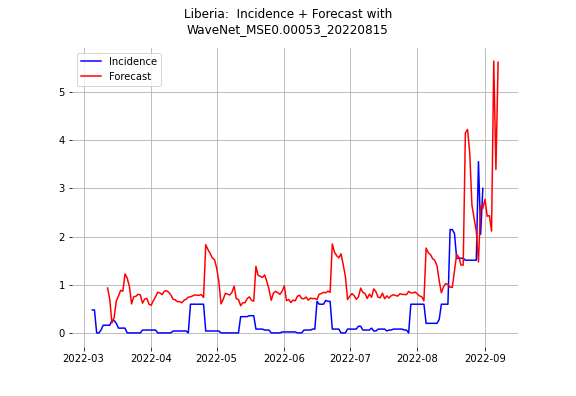 Liberia:  Incidence + Forecast with
WaveNet_MSE0.00053_20220815
Incidence
Forecast
5
4
3
2
1
0
2022-03 2022-04 2022-05 2022-06 2022-07 2022-08 2022-09